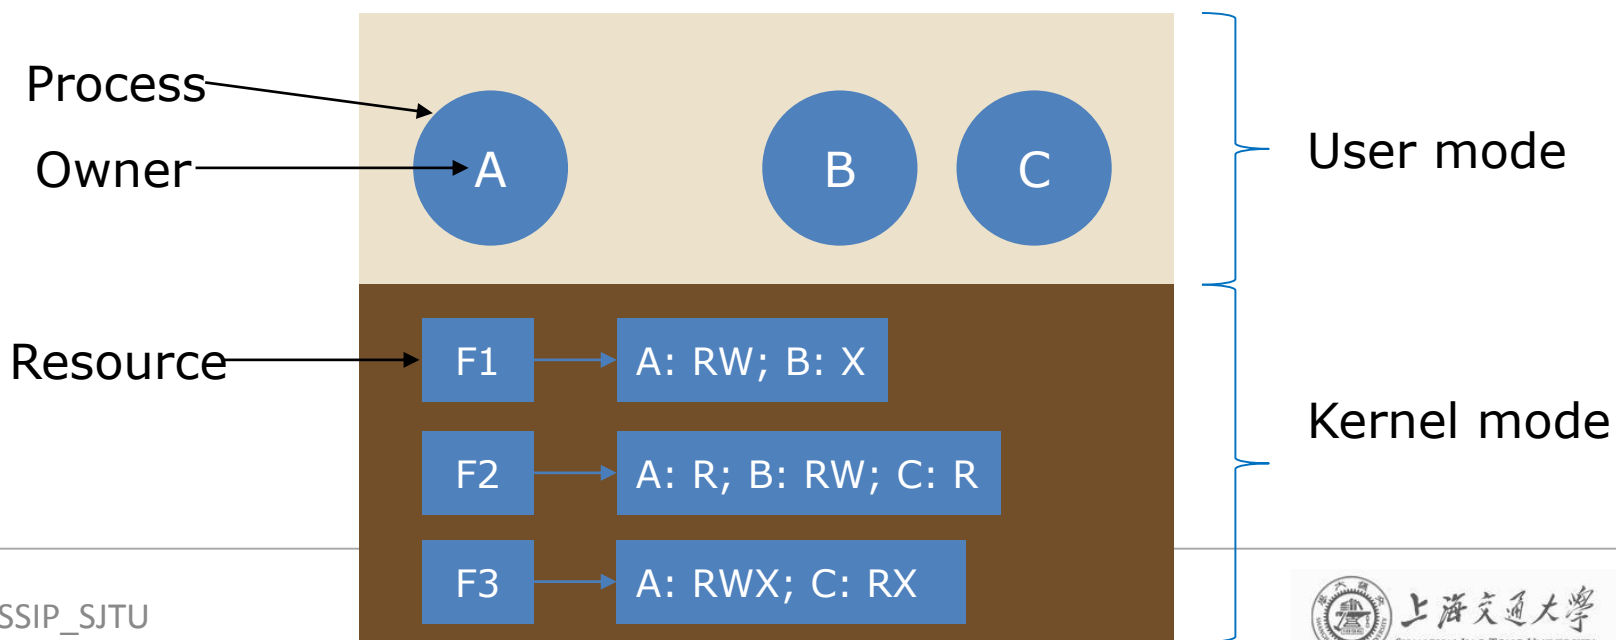 Process
Owner
A
B
C
User mode
Resource
F1
A: RW; B: X
Kernel mode
F2
A: R; B: RW; C: R
F3
A: RWX; C: RX
SSIP_SJTU
上海交通大學